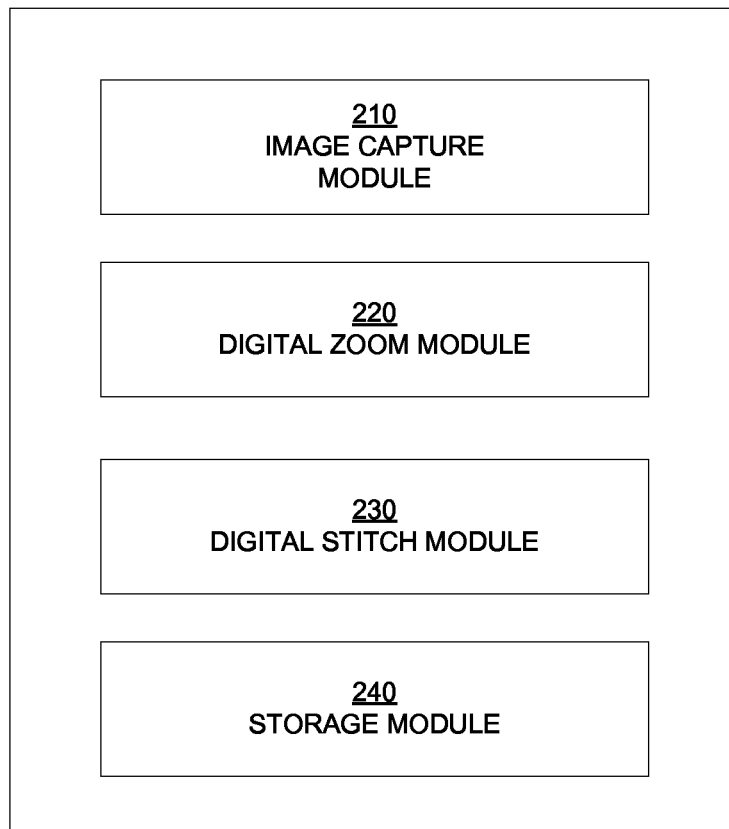 210
IMAGE CAPTURE
MODULE
220
DIGITAL ZOOM MODULE
230
DIGITAL STITCH MODULE
240
STORAGE MODULE